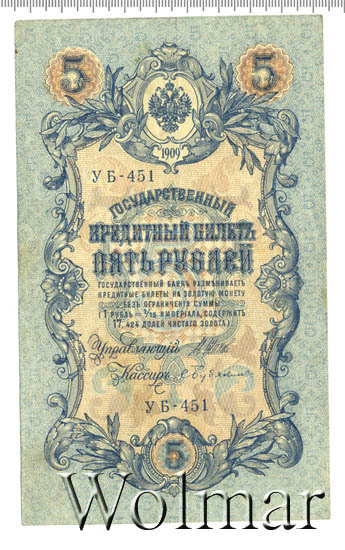 5 5
1909
УБ-451
ГОСУДАРСТВЕННЫЙ
КРЕДИТНЫЙ БИЛЕТЪ
ПЯТЬ РУБЛЕЙ
ГОСУДАРСТВЕННЫЙ БАНКЪ РАЗМѢНИВАЕТЪ
КРЕДИТНЫЕ БИЛЕТЫ НА ЗОЛОТУЮ МОНЕТУ
БЕЗЪ ОГРАНИЧЕНІЯ СУММЫ
(1 РУБЛЬ = 1/15 ИМПЕРІАЛА, СОДЕРЖИТЪ
17,424 ДОЛЕЙ ЧИСТАГО ЗОЛОТА).
Управляющій
Кассиръ
УБ-451
5
Wolmar